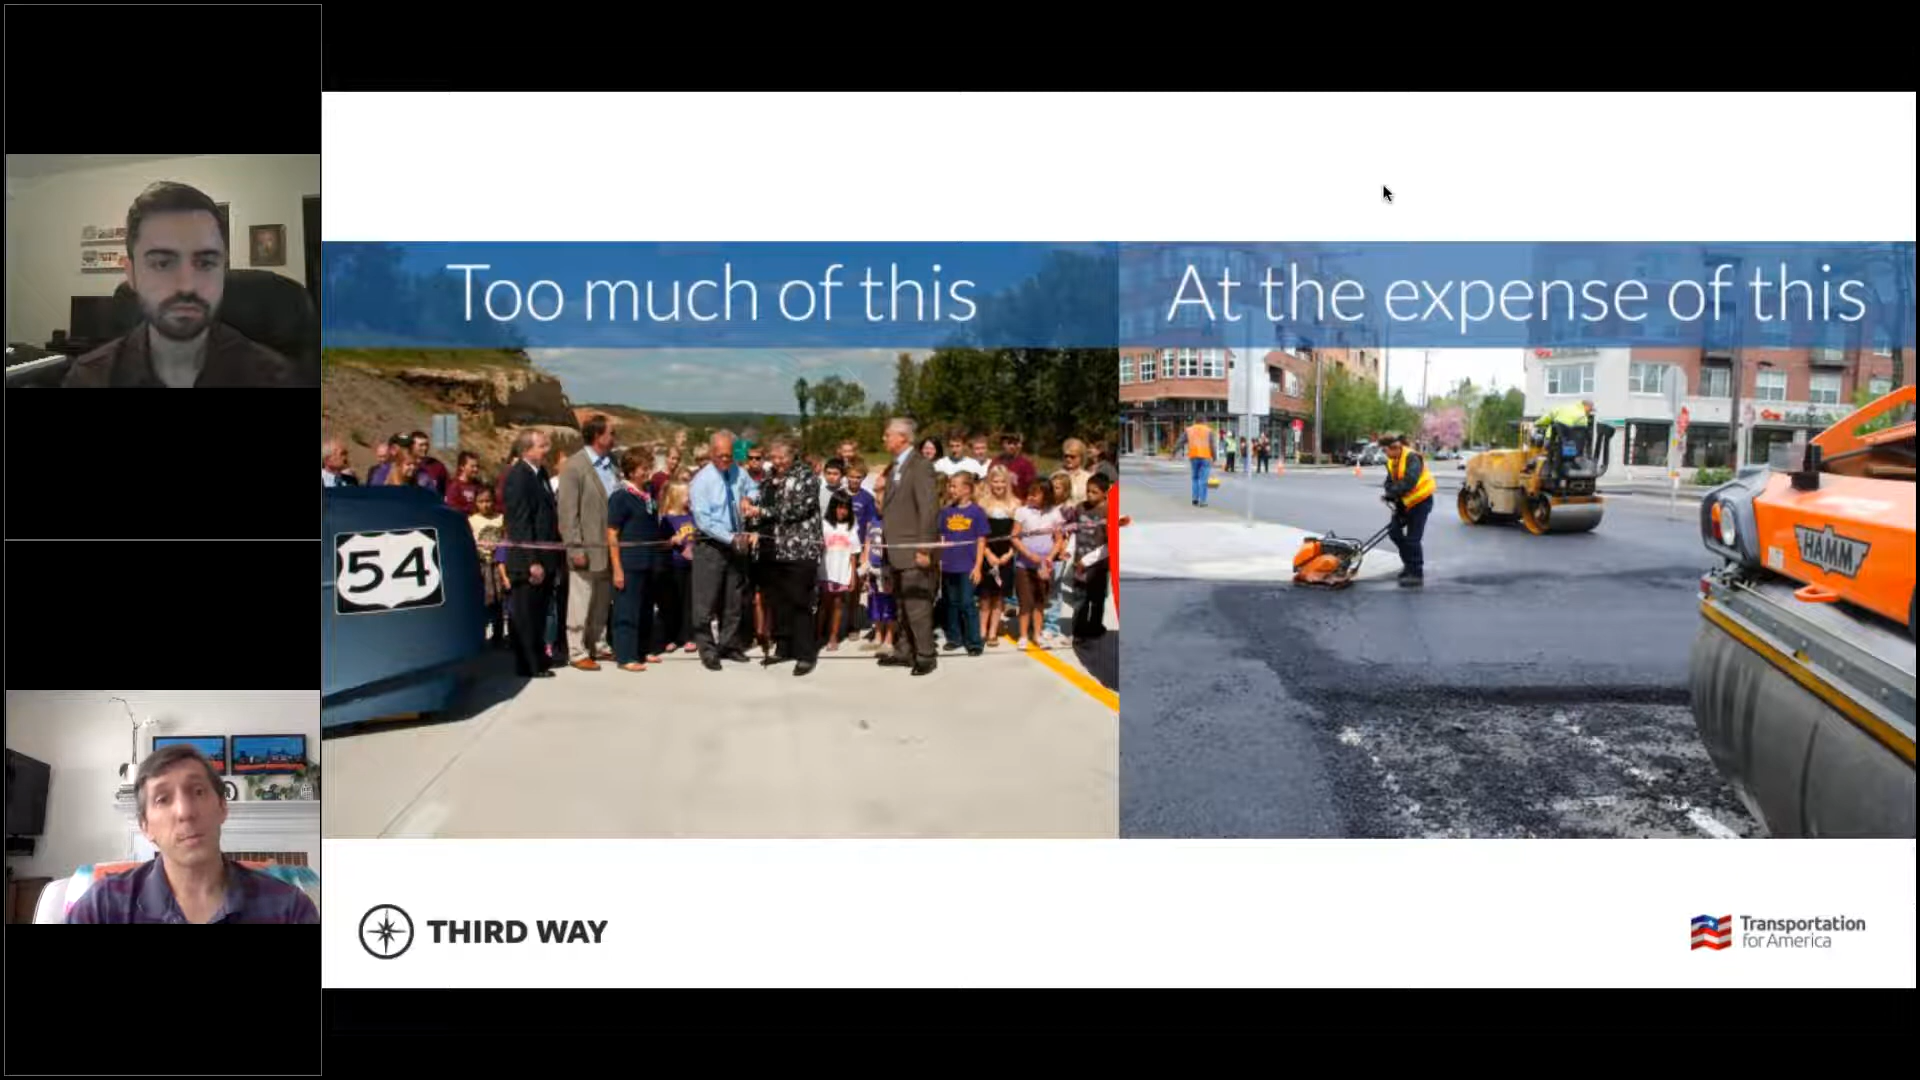 Too much of this
At the expense of this
54
HAMM
THIRD WAY
Transportation
for America